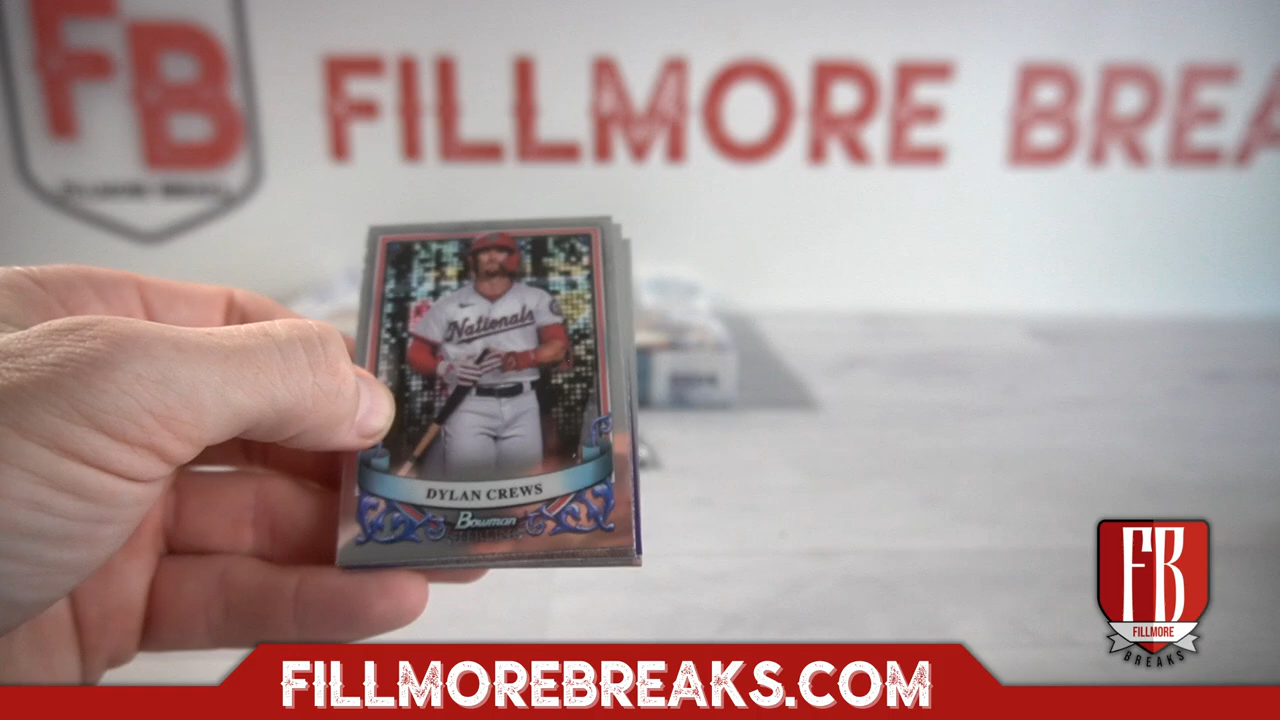 FB
FILLMORE BREA
Nationals
DYLAN CREWS
Bowman
FB
FILLMORE
BREAKS
FILLMOREBREAKS.COM